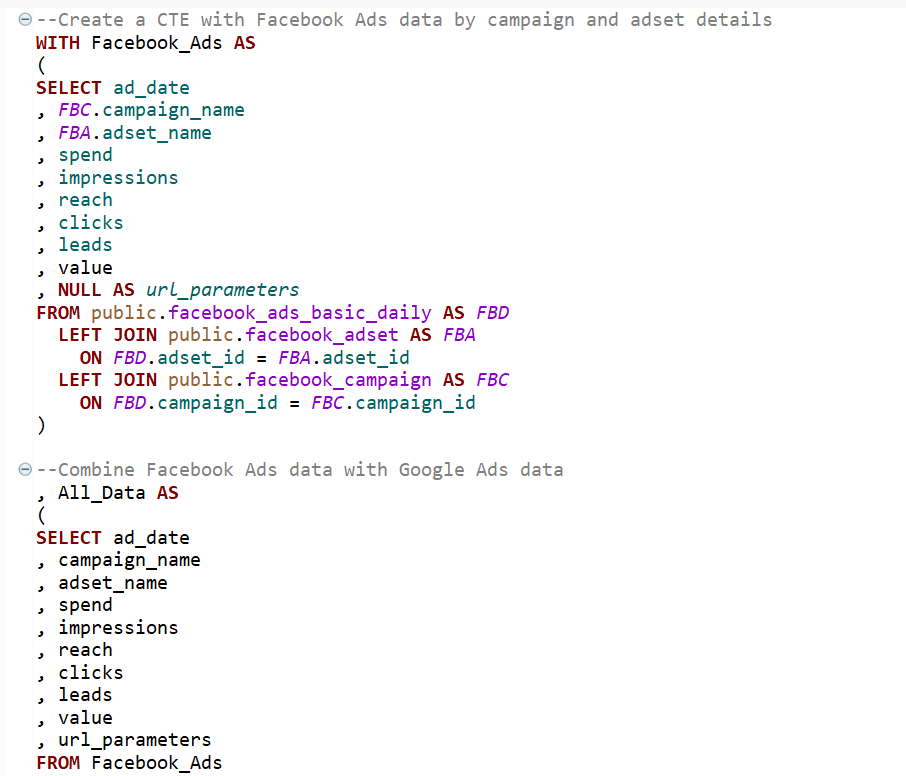 --Create a CTE with Facebook Ads data by campaign and adset details
WITH Facebook_Ads AS
(
SELECT ad_date
, FBC.campaign_name
, FBA.adset_name
, spend
, impressions
, reach
, clicks
, leads
, value
, NULL AS url_parameters
FROM public.facebook_ads_basic_daily AS FBD
  LEFT JOIN public.facebook_adset AS FBA
    ON FBD.adset_id = FBA.adset_id
  LEFT JOIN public.facebook_campaign AS FBC
    ON FBD.campaign_id = FBC.campaign_id
)
--Combine Facebook Ads data with Google Ads data
, All_Data AS
(
SELECT ad_date
, campaign_name
, adset_name
, spend
, impressions
, reach
, clicks
, leads
, value
, url_parameters
FROM Facebook_Ads